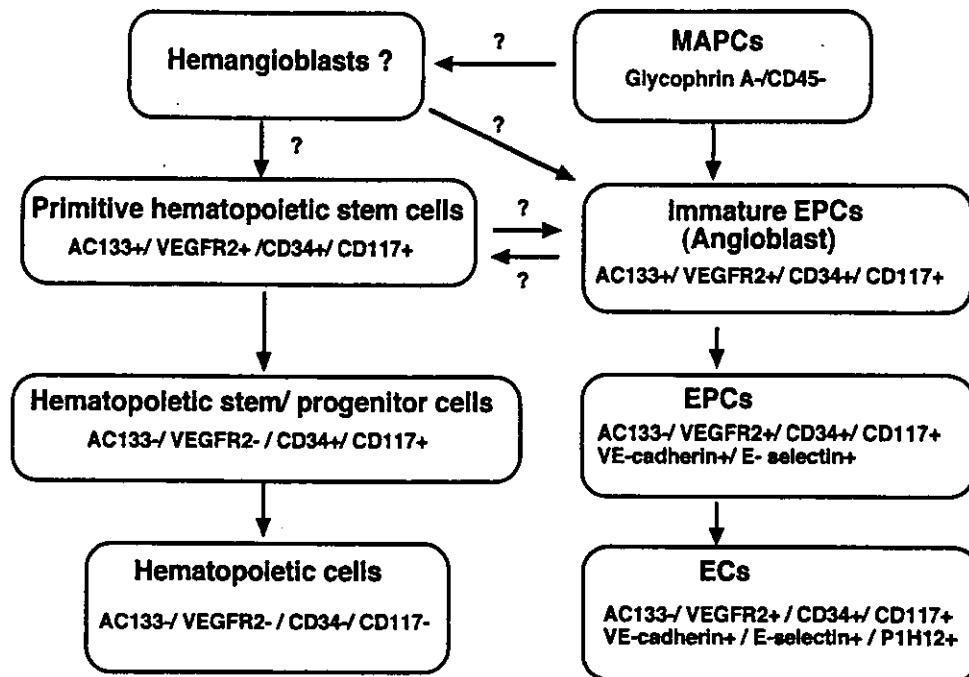 Hemangioblasts ?
?
MAPCs
Glycophrin A-/CD45-
?
?
Primitive hematopoietic stem cells
AC133+/ VEGFR2+ /CD34+/ CD117+
?
?
Immature EPCs
(Angioblast)
AC133+/ VEGFR2+/ CD34+/ CD117+
Hematopoietic stem/ progenitor cells
AC133-/ VEGFR2- / CD34+/ CD117+
EPCs
AC133-/ VEGFR2+/ CD34+/ CD117+
VE-cadherin+/ E- selectin+
Hematopoietic cells
AC133-/ VEGFR2- / CD34-/ CD117-
ECs
AC133-/ VEGFR2+ / CD34+/ CD117+
VE-cadherin+ / E-selectin+ / P1H12+